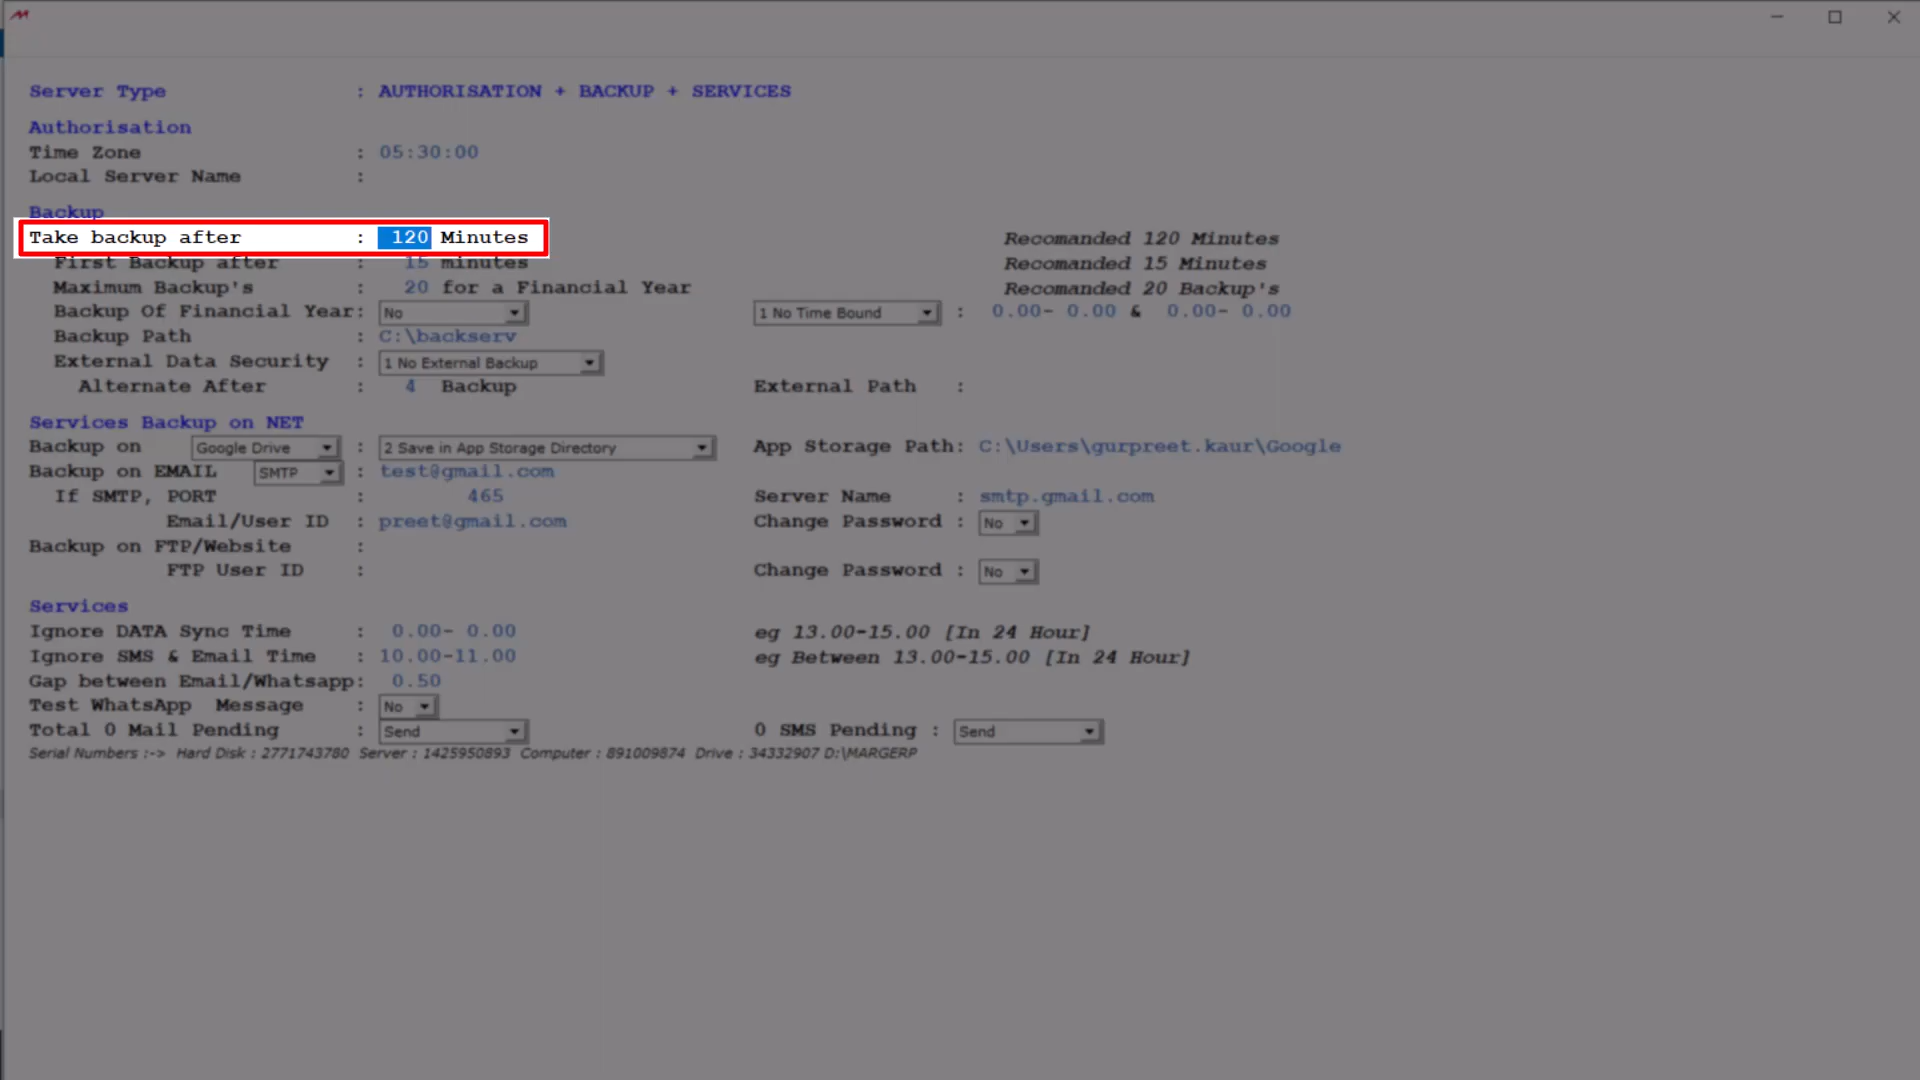 Server Type : AUTHORISATION + BACKUP + SERVICES
Authorisation
Time Zone : 05:30:00
Local Server Name :
Backup
Take backup after : 120 Minutes Recomanded 120 Minutes
First Backup after : 15 minutes Recomanded 15 Minutes
Maximum Backup's : 20 for a Financial Year Recomanded 20 Backup's
Backup Of Financial Year: No 1 No Time Bound : 0.00- 0.00 & 0.00- 0.00
Backup Path : C:\backserv
External Data Security : 1 No External Backup
Alternate After : 4 Backup External Path :
Services Backup on NET
Backup on Google Drive : 2 Save in App Storage Directory App Storage Path: C:\Users\gurpreet.kaur\Google
Backup on EMAIL SMTP : test@gmail.com
If SMTP, PORT : 465 Server Name : smtp.gmail.com
Email/User ID : preet@gmail.com Change Password : No
Backup on FTP/Website :
FTP User ID : Change Password : No
Services
Ignore DATA Sync Time : 0.00- 0.00 eg 13.00-15.00 [In 24 Hour]
Ignore SMS & Email Time : 10.00-11.00 eg Between 13.00-15.00 [In 24 Hour]
Gap between Email/Whatsapp: 0.50
Test WhatsApp Message : No
Total 0 Mail Pending : Send 0 SMS Pending : Send
Serial Numbers :-> Hard Disk : 2771743780 Server : 1425950893 Computer : 891009874 Drive : 34332907 D:\MARGERP